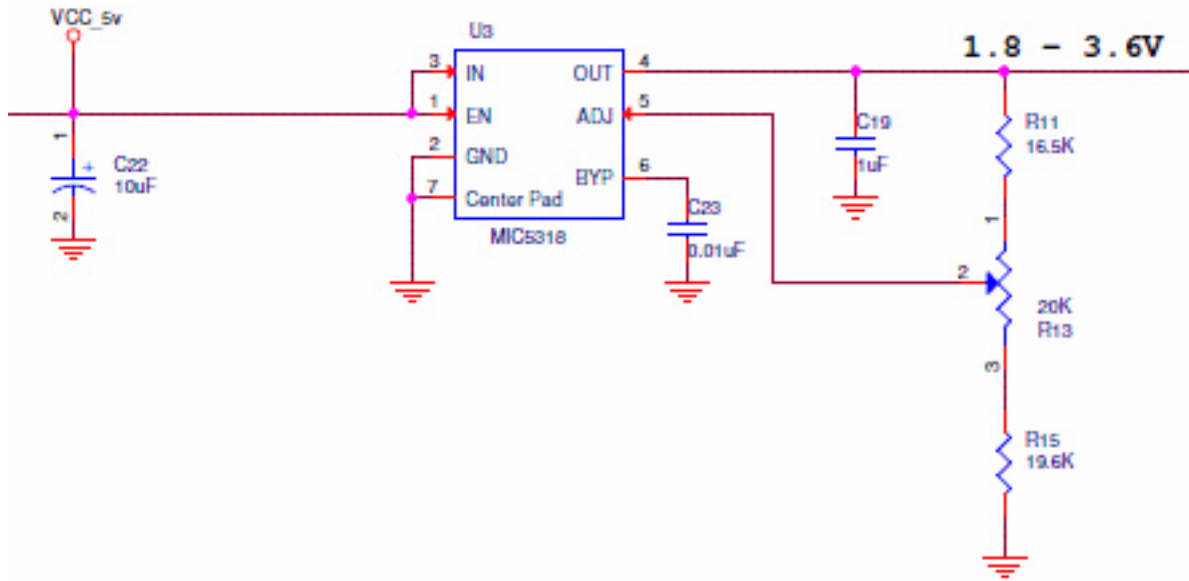 VCC_5v
U3
1.8 - 3.6V
3
IN
OUT
4
1
EN
ADJ
5
2
GND
BYP
6
7
Center Pad
MIC5318
1
+
C22
10uF
2
C23
0.01uF
C19
1uF
R11
16.5K
1
2
20K
R13
3
R15
19.6K